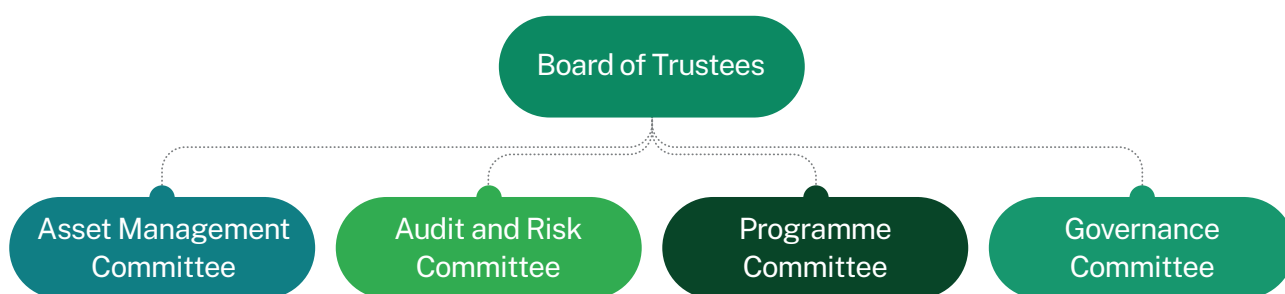 Board of Trustees
Asset Management
Committee
Audit and Risk
Committee
Programme
Committee
Governance
Committee